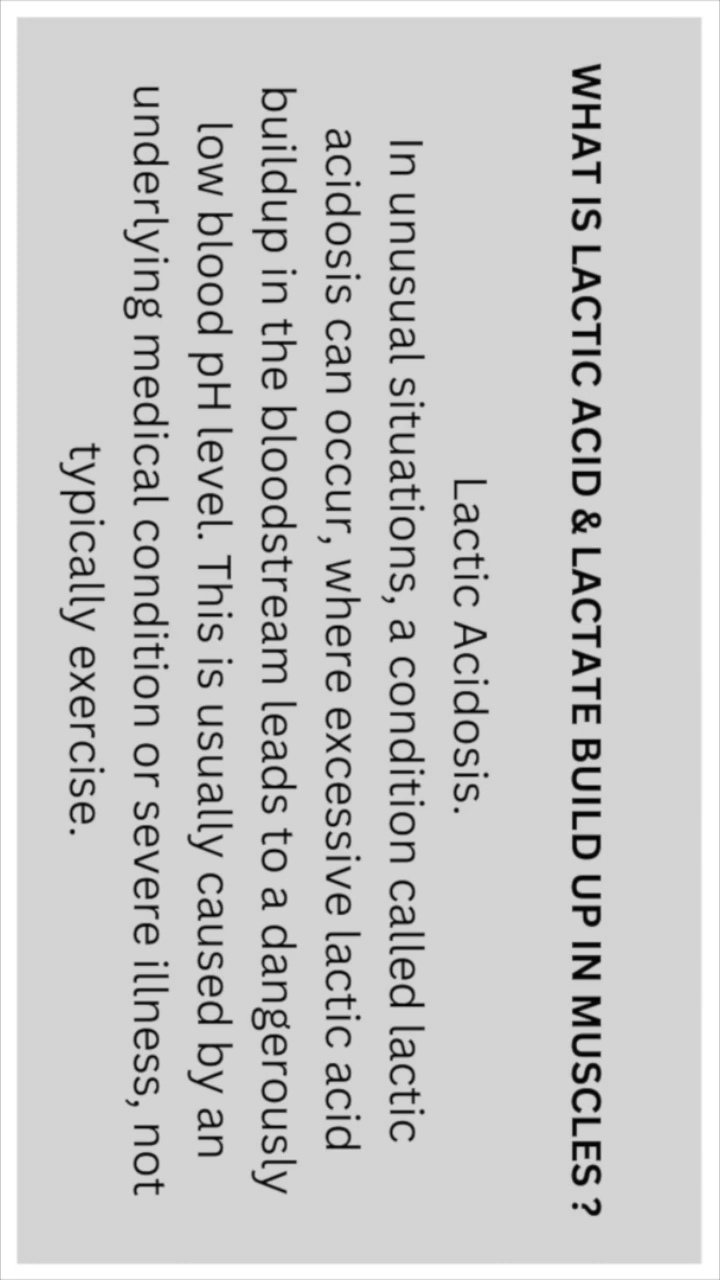 WHAT IS LACTIC ACID & LACTATE BUILD UP IN MUSCLES ?
Lactic Acidosis.
In unusual situations, a condition called lactic
acidosis can occur, where excessive lactic acid
buildup in the bloodstream leads to a dangerously
low blood pH level. This is usually caused by an
underlying medical condition or severe illness, not
typically exercise.